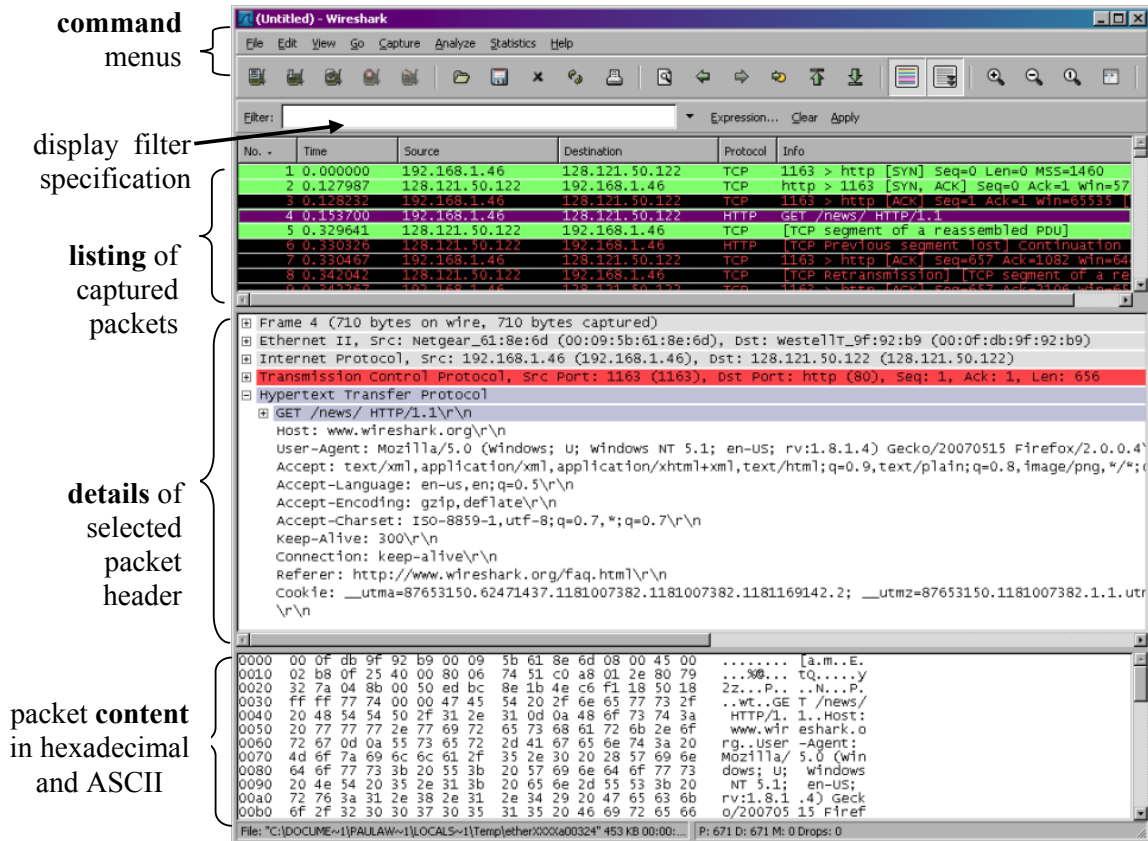 command
menus
(Untitled) - Wireshark
File Edit View Go Capture Analyze Statistics Help
Filter: Expression... Clear Apply
display filter
specification
No. - Time Source Destination Protocol Info
1 0.000000 192.168.1.46 128.121.50.122 TCP 1163 > http [SYN] Seq=0 Len=0 MSS=1460
2 0.127987 128.121.50.122 192.168.1.46 TCP http > 1163 [SYN, ACK] Seq=0 Ack=1 Win=57
3 0.128232 192.168.1.46 128.121.50.122 TCP 1163 > http [ACK] Seq=1 Ack=1 Win=65535 [
4 0.153700 192.168.1.46 128.121.50.122 HTTP GET /news/ HTTP/1.1
5 0.329641 128.121.50.122 192.168.1.46 TCP [TCP segment of a reassembled PDU]
6 0.330326 128.121.50.122 192.168.1.46 HTTP [TCP Previous segment lost] Continuation
7 0.330467 192.168.1.46 128.121.50.122 TCP 1163 > http [ACK] Seq=657 Ack=1082 Win=64
8 0.342042 128.121.50.122 192.168.1.46 TCP [TCP Retransmission] [TCP segment of a re
listing of
captured
packets
Frame 4 (710 bytes on wire, 710 bytes captured)
Ethernet II, Src: Netgear_61:8e:6d (00:09:5b:61:8e:6d), Dst: WestellT_9f:92:b9 (00:0f:db:9f:92:b9)
Internet Protocol, Src: 192.168.1.46 (192.168.1.46), Dst: 128.121.50.122 (128.121.50.122)
Transmission Control Protocol, Src Port: 1163 (1163), Dst Port: http (80), Seq: 1, Ack: 1, Len: 656
Hypertext Transfer Protocol
GET /news/ HTTP/1.1\r\n
Host: www.wireshark.org\r\n
User-Agent: Mozilla/5.0 (Windows; U; Windows NT 5.1; en-US; rv:1.8.1.4) Gecko/20070515 Firefox/2.0.0.4\
Accept: text/xml,application/xml,application/xhtml+xml,text/html;q=0.9,text/plain;q=0.8,image/png,*/*;
Accept-Language: en-us,en;q=0.5\r\n
Accept-Encoding: gzip,deflate\r\n
Accept-Charset: ISO-8859-1,utf-8;q=0.7,*;q=0.7\r\n
Keep-Alive: 300\r\n
Connection: keep-alive\r\n
Referer: http://www.wireshark.org/faq.html\r\n
Cookie: __utma=87653150.62471437.1181007382.1181007382.1181169142.2; __utmz=87653150.1181007382.1.1.utm
\r\n
details of
selected
packet
header
0000 00 0f db 9f 92 b9 00 09 5b 61 8e 6d 08 00 45 00 ........ [a.m..E.
0010 02 b8 0f 25 40 00 80 06 74 51 c0 a8 01 2e 80 79 ...%@... tQ.....y
0020 32 7a 04 8b 00 50 ed bc 8e 1b 4e c6 f1 18 50 18 2z...P.. ..N...P.
0030 ff ff 77 74 00 00 47 45 54 20 2f 6e 65 77 73 2f ..wt..GE T /news/
0040 20 48 54 54 50 2f 31 2e 31 0d 0a 48 6f 73 74 3a HTTP/1. 1..Host:
0050 20 77 77 77 2e 77 69 72 65 73 68 61 72 6b 2e 6f www.wir eshark.o
0060 72 67 0d 0a 55 73 65 72 2d 41 67 65 6e 74 3a 20 rg..User -Agent:
0070 4d 6f 7a 69 6c 6c 61 2f 35 2e 30 20 28 57 69 6e Mozilla/ 5.0 (Win
0080 64 6f 77 73 3b 20 55 3b 20 57 69 6e 64 6f 77 73 dows; U; Windows
0090 20 4e 54 20 35 2e 31 3b 20 65 6e 2d 55 53 3b 20 NT 5.1; en-US;
00a0 72 76 3a 31 2e 38 2e 31 2e 34 29 20 47 65 63 6b rv:1.8.1 .4) Geck
00b0 6f 2f 32 30 30 37 30 35 31 35 20 46 69 72 65 66 o/200705 15 Firef
packet content
in hexadecimal
and ASCII
File: "C:\DOCUME~1\PAULAW~1\LOCALS~1\Temp\etherXXXXa00324" 453 KB 00:00:... P: 671 D: 671 M: 0 Drops: 0